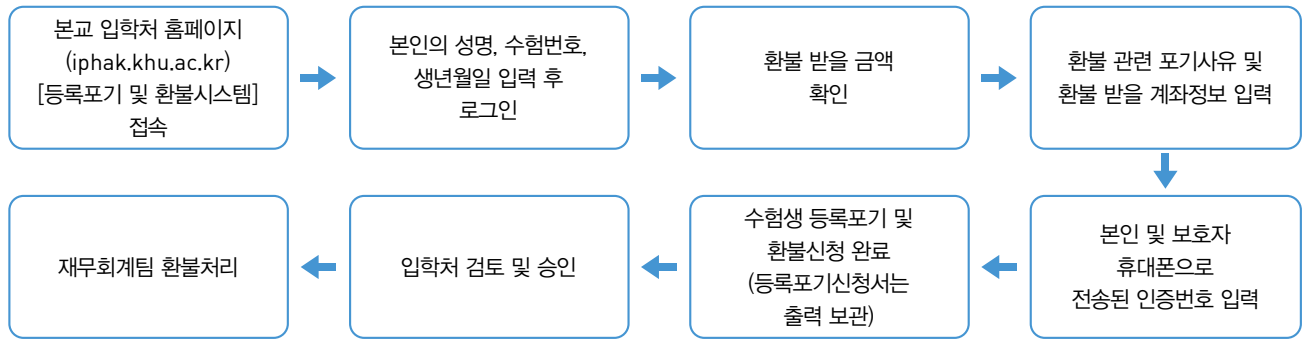 본교 입학처 홈페이지
(iphak.khu.ac.kr)
[등록포기 및 환불시스템]
접속
본인의 성명, 수험번호,
생년월일 입력 후
로그인
환불 받을 금액
확인
환불 관련 포기사유 및
환불 받을 계좌정보 입력
본인 및 보호자
휴대폰으로
전송된 인증번호 입력
수험생 등록포기 및
환불신청 완료
(등록포기신청서는
출력 보관)
입학처 검토 및 승인
재무회계팀 환불처리